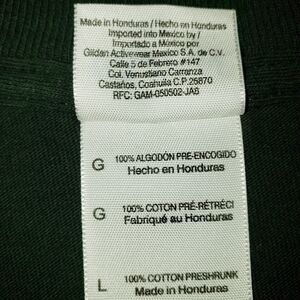 Made in Honduras / Hecho en Honduras
Imported into Mexico by /
Importado a México por
Gildan Activewear Mexico S.A. de C.V.
Calle 5 de Febrero #147
Col. Venustiano Carranza
Castaños, Coahuila C.P. 25870
RFC: GAM-050502-JA8
G 100% ALGODÓN PRE-ENCOGIDO
Hecho en Honduras
G 100% COTON PRÉ-RÉTRÉCI
Fabriqué au Honduras
L 100% COTTON PRESHRUNK
Made in Honduras